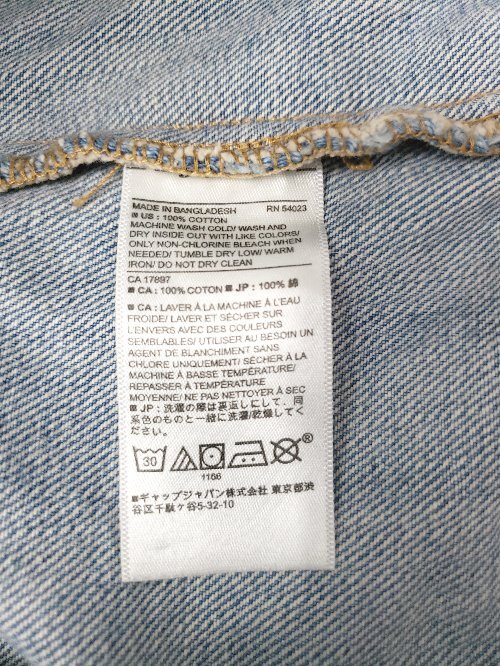 MADE IN BANGLADESH RN 54023
■ US : 100% COTTON
MACHINE WASH COLD/ WASH AND
DRY INSIDE OUT WITH LIKE COLORS/
ONLY NON-CHLORINE BLEACH WHEN
NEEDED/ TUMBLE DRY LOW/ WARM
IRON/ DO NOT DRY CLEAN
CA 17897
■ CA : 100% COTON ■ JP : 100% 綿
■ CA : LAVER À LA MACHINE À L'EAU
FROIDE/ LAVER ET SÉCHER SUR
L'ENVERS AVEC DES COULEURS
SEMBLABLES/ UTILISER AU BESOIN UN
AGENT DE BLANCHIMENT SANS
CHLORE UNIQUEMENT/ SÉCHER À LA
MACHINE À BASSE TEMPÉRATURE/
REPASSER À TEMPÉRATURE
MOYENNE/ NE PAS NETTOYER À SEC
■ JP : 洗濯の際は裏返しにして、同
系色のものと一緒に洗濯/乾燥してく
ださい。
30 ®
1166
■ ギャップジャパン株式会社 東京都渋
谷区千駄ケ谷5-32-10